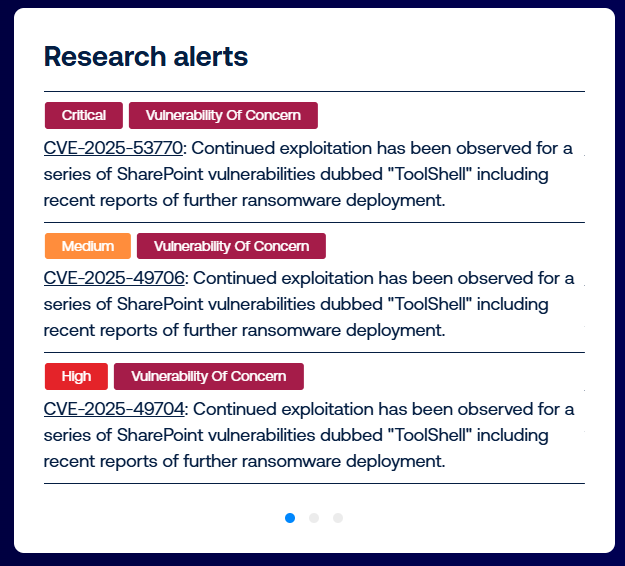 Research alerts
Critical Vulnerability Of Concern
CVE-2025-53770: Continued exploitation has been observed for a
series of SharePoint vulnerabilities dubbed "ToolShell" including
recent reports of further ransomware deployment.
Medium Vulnerability Of Concern
CVE-2025-49706: Continued exploitation has been observed for a
series of SharePoint vulnerabilities dubbed "ToolShell" including
recent reports of further ransomware deployment.
High Vulnerability Of Concern
CVE-2025-49704: Continued exploitation has been observed for a
series of SharePoint vulnerabilities dubbed "ToolShell" including
recent reports of further ransomware deployment.